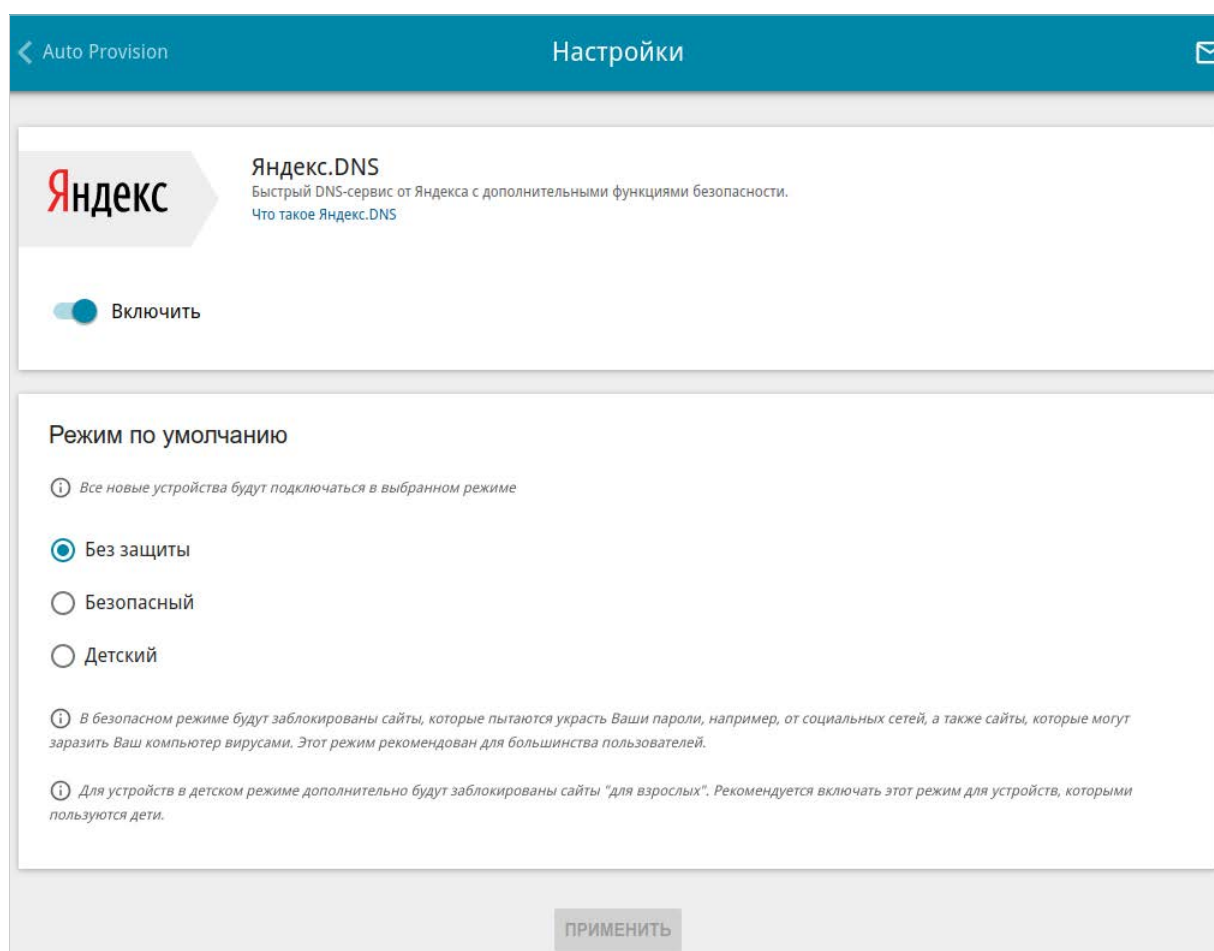 Auto Provision
Настройки
Яндекс
Яндекс.DNS
Быстрый DNS-сервис от Яндекса с дополнительными функциями безопасности.
Что такое Яндекс.DNS
Включить
Режим по умолчанию
Все новые устройства будут подключаться в выбранном режиме
Без защиты
Безопасный
Детский
В безопасном режиме будут заблокированы сайты, которые пытаются украсть Ваши пароли, например, от социальных сетей, а также сайты, которые могут
заразить Ваш компьютер вирусами. Этот режим рекомендован для большинства пользователей.
Для устройств в детском режиме дополнительно будут заблокированы сайты "для взрослых". Рекомендуется включать этот режим для устройств, которыми
пользуются дети.
ПРИМЕНИТЬ